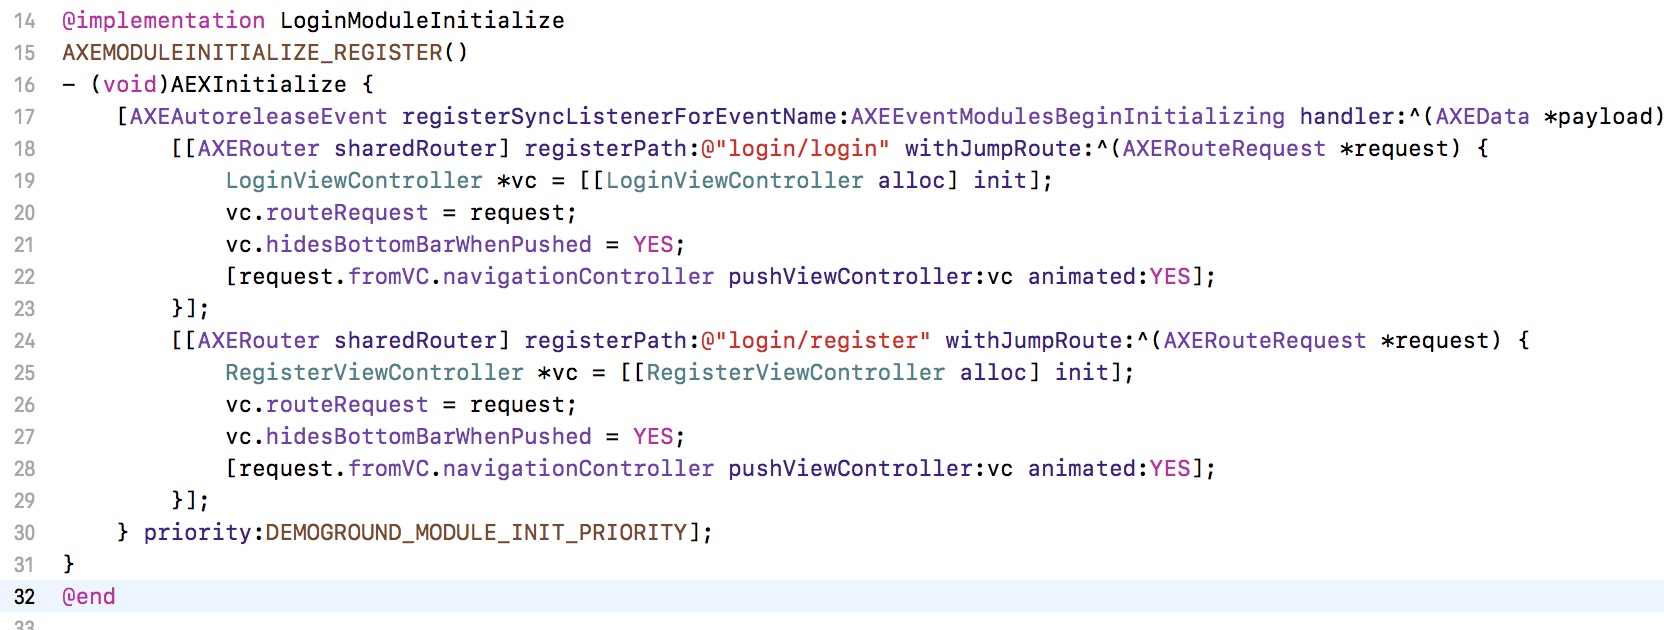 14 @implementation LoginModuleInitialize
15 AXEMODULEINITIALIZE_REGISTER()
16 - (void)AEXInitialize {
17     [AXEAutoreleaseEvent registerSyncListenerForEventName:AXEEventModulesBeginInitializing handler:^(AXEData *payload)
18         [[AXERouter sharedRouter] registerPath:@"login/login" withJumpRoute:^(AXERouteRequest *request) {
19             LoginViewController *vc = [[LoginViewController alloc] init];
20             vc.routeRequest = request;
21             vc.hidesBottomBarWhenPushed = YES;
22             [request.fromVC.navigationController pushViewController:vc animated:YES];
23         }];
24         [[AXERouter sharedRouter] registerPath:@"login/register" withJumpRoute:^(AXERouteRequest *request) {
25             RegisterViewController *vc = [[RegisterViewController alloc] init];
26             vc.routeRequest = request;
27             vc.hidesBottomBarWhenPushed = YES;
28             [request.fromVC.navigationController pushViewController:vc animated:YES];
29         }];
30     } priority:DEMOGROUND_MODULE_INIT_PRIORITY];
31 }
32 @end
33